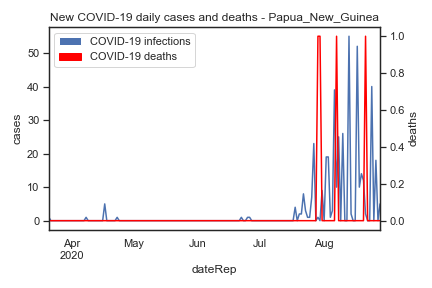 New COVID-19 daily cases and deaths - Papua_New_Guinea
COVID-19 infections
COVID-19 deaths
50
40
30
20
10
0
cases
1.0
0.8
0.6
0.4
0.2
0.0
deaths
Apr
2020
May
Jun
Jul
Aug
dateRep